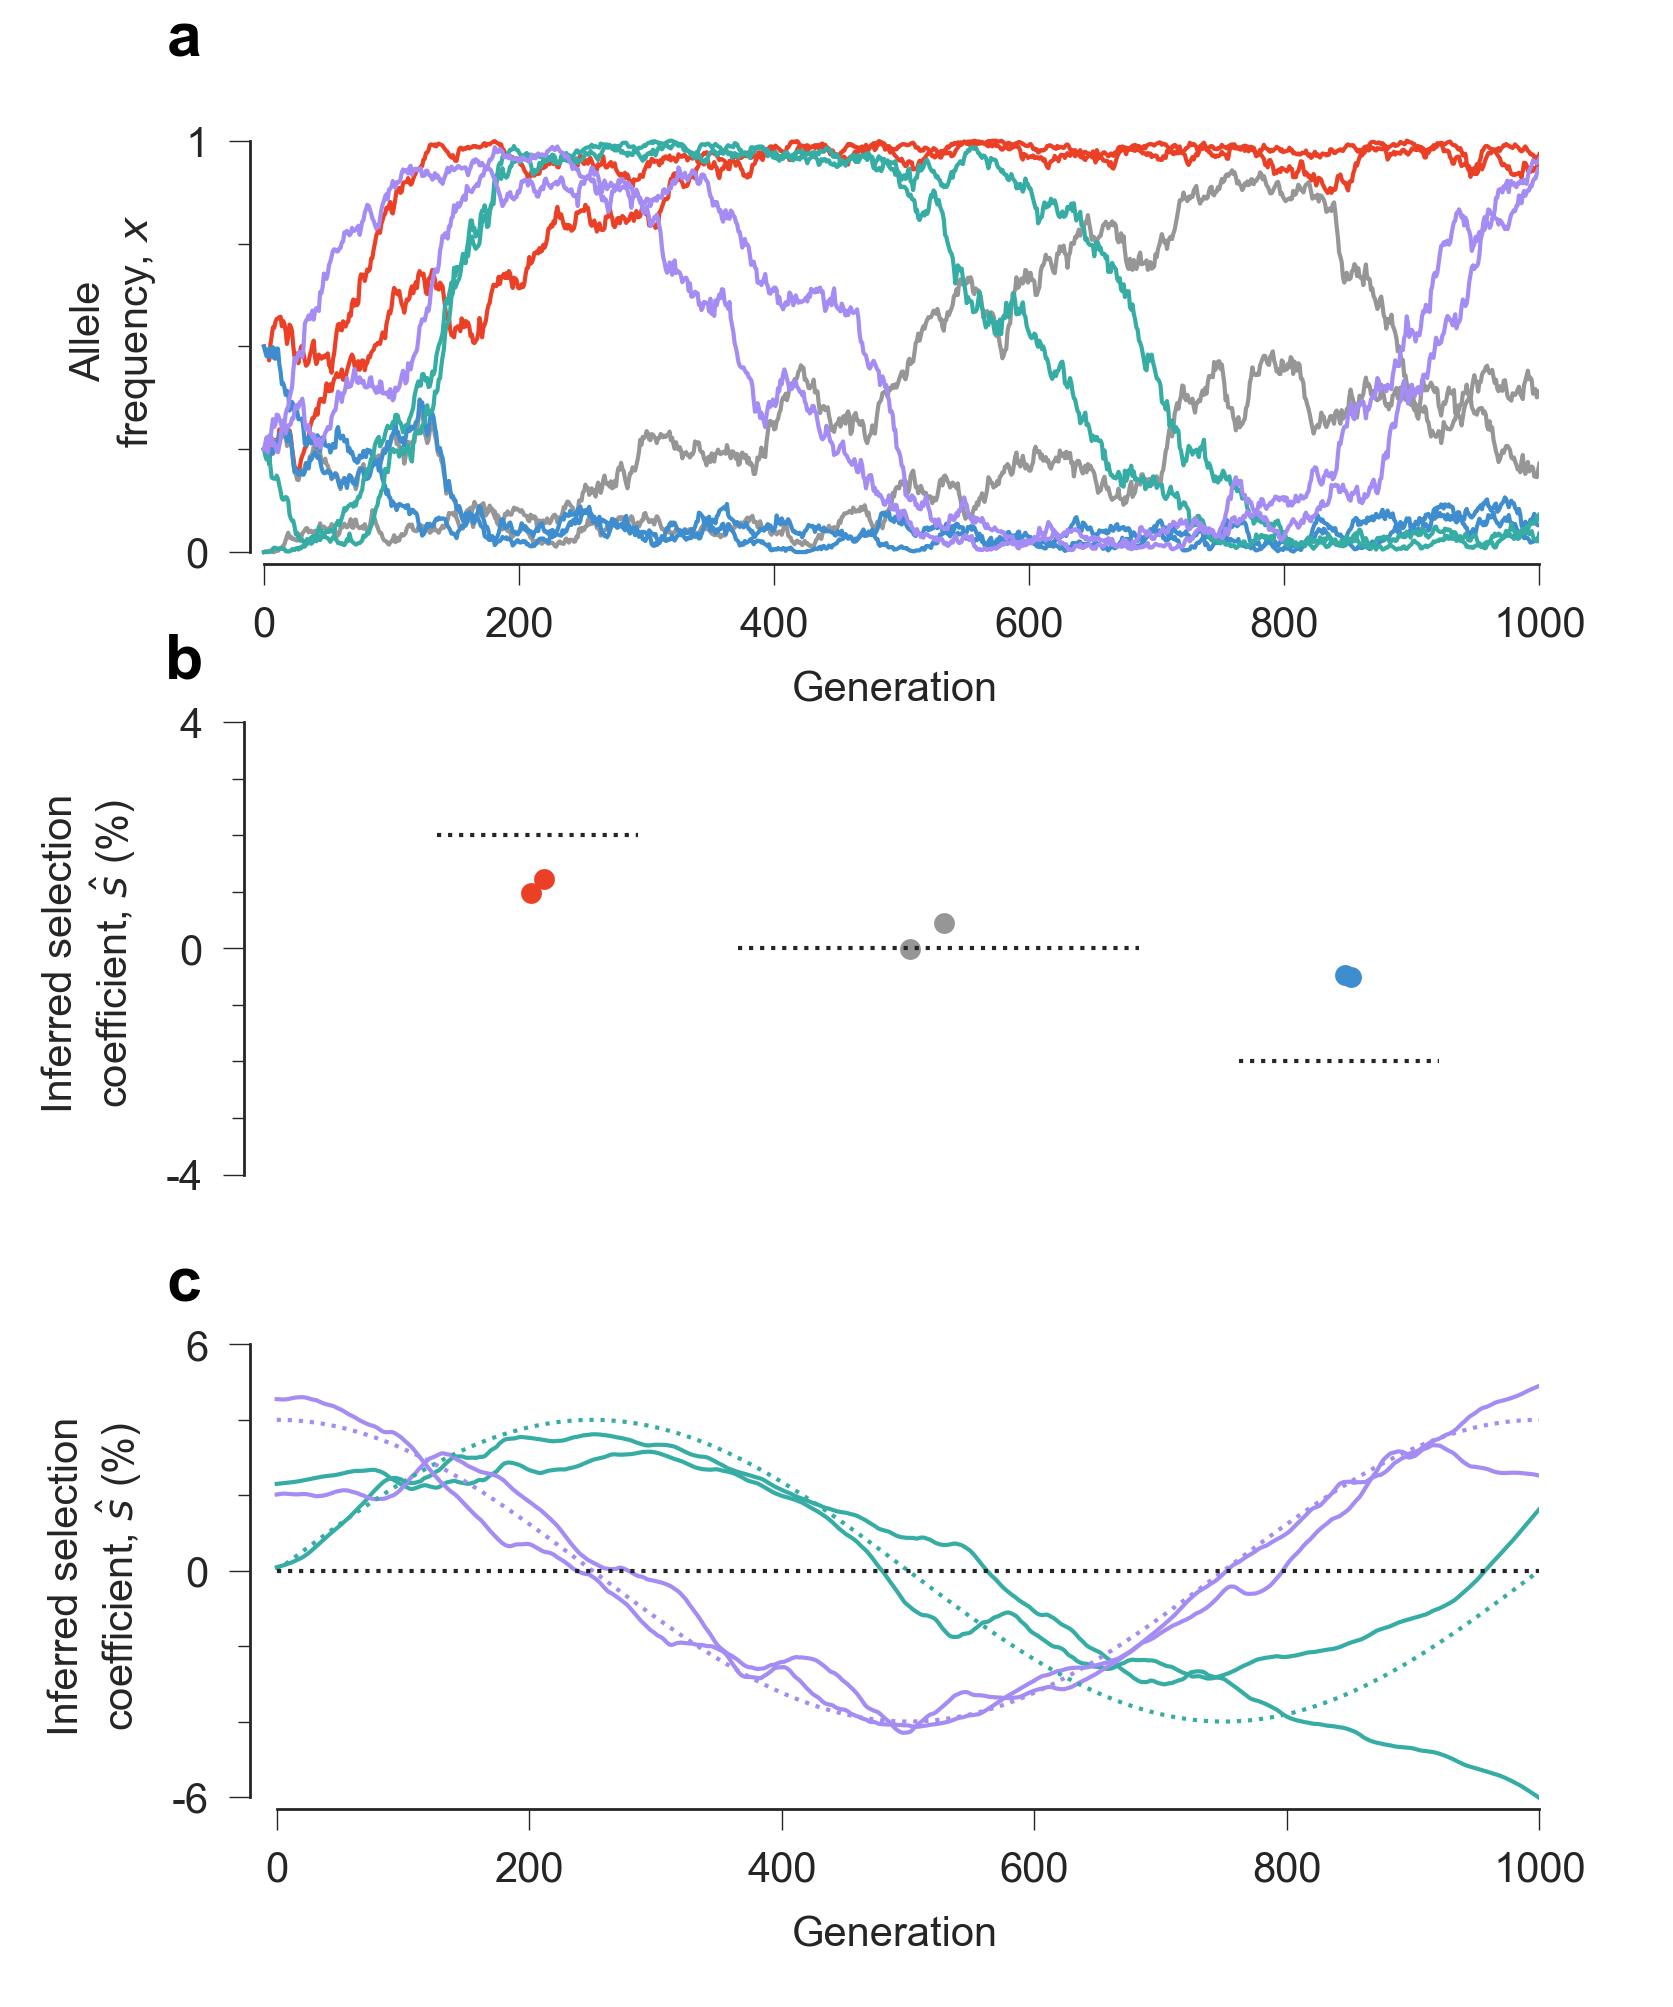 a
Allele
frequency, x
1
0
0 200 400 600 800 1000
Generation
b
Inferred selection
coefficient, ŝ (%)
4
0
-4
c
Inferred selection
coefficient, ŝ (%)
6
0
-6
0 200 400 600 800 1000
Generation